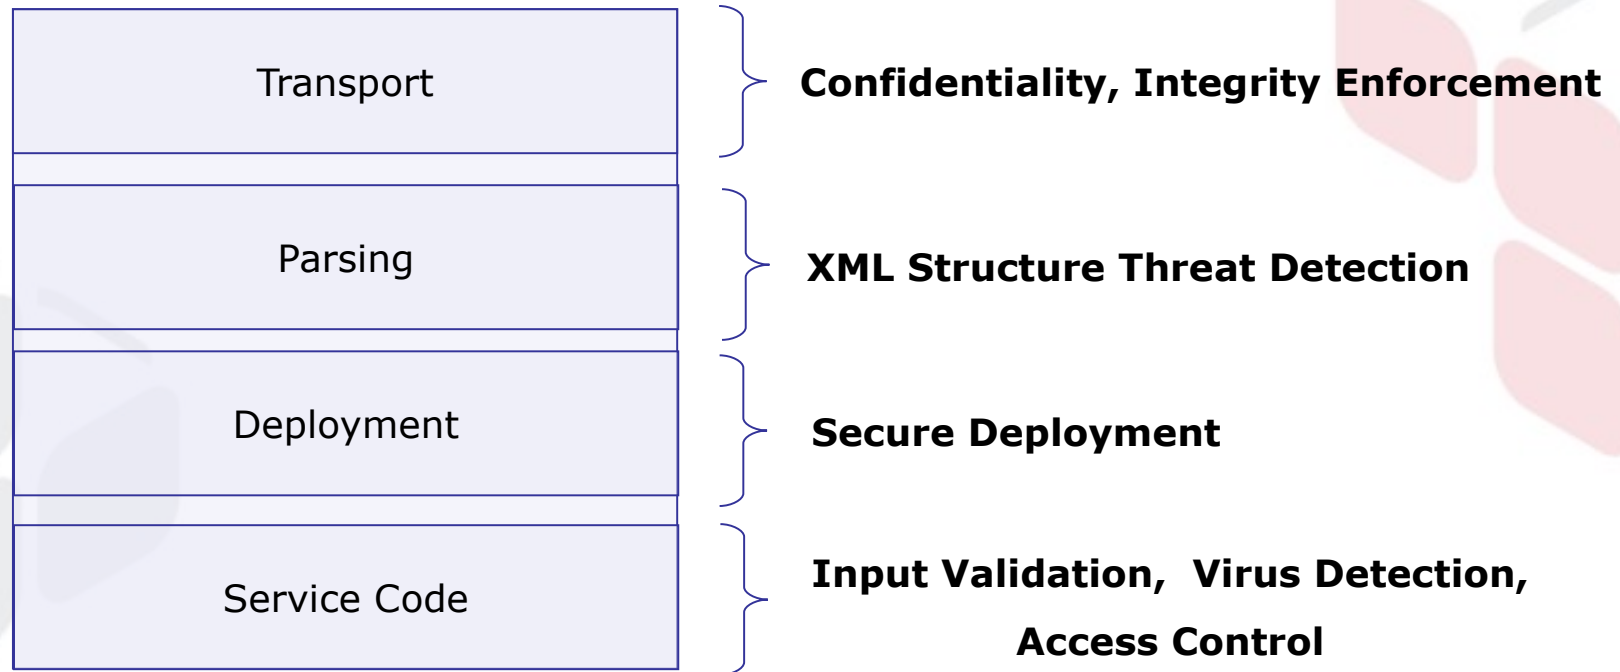 Transport
Confidentiality, Integrity Enforcement
Parsing
XML Structure Threat Detection
Deployment
Secure Deployment
Service Code
Input Validation,  Virus Detection,
Access Control